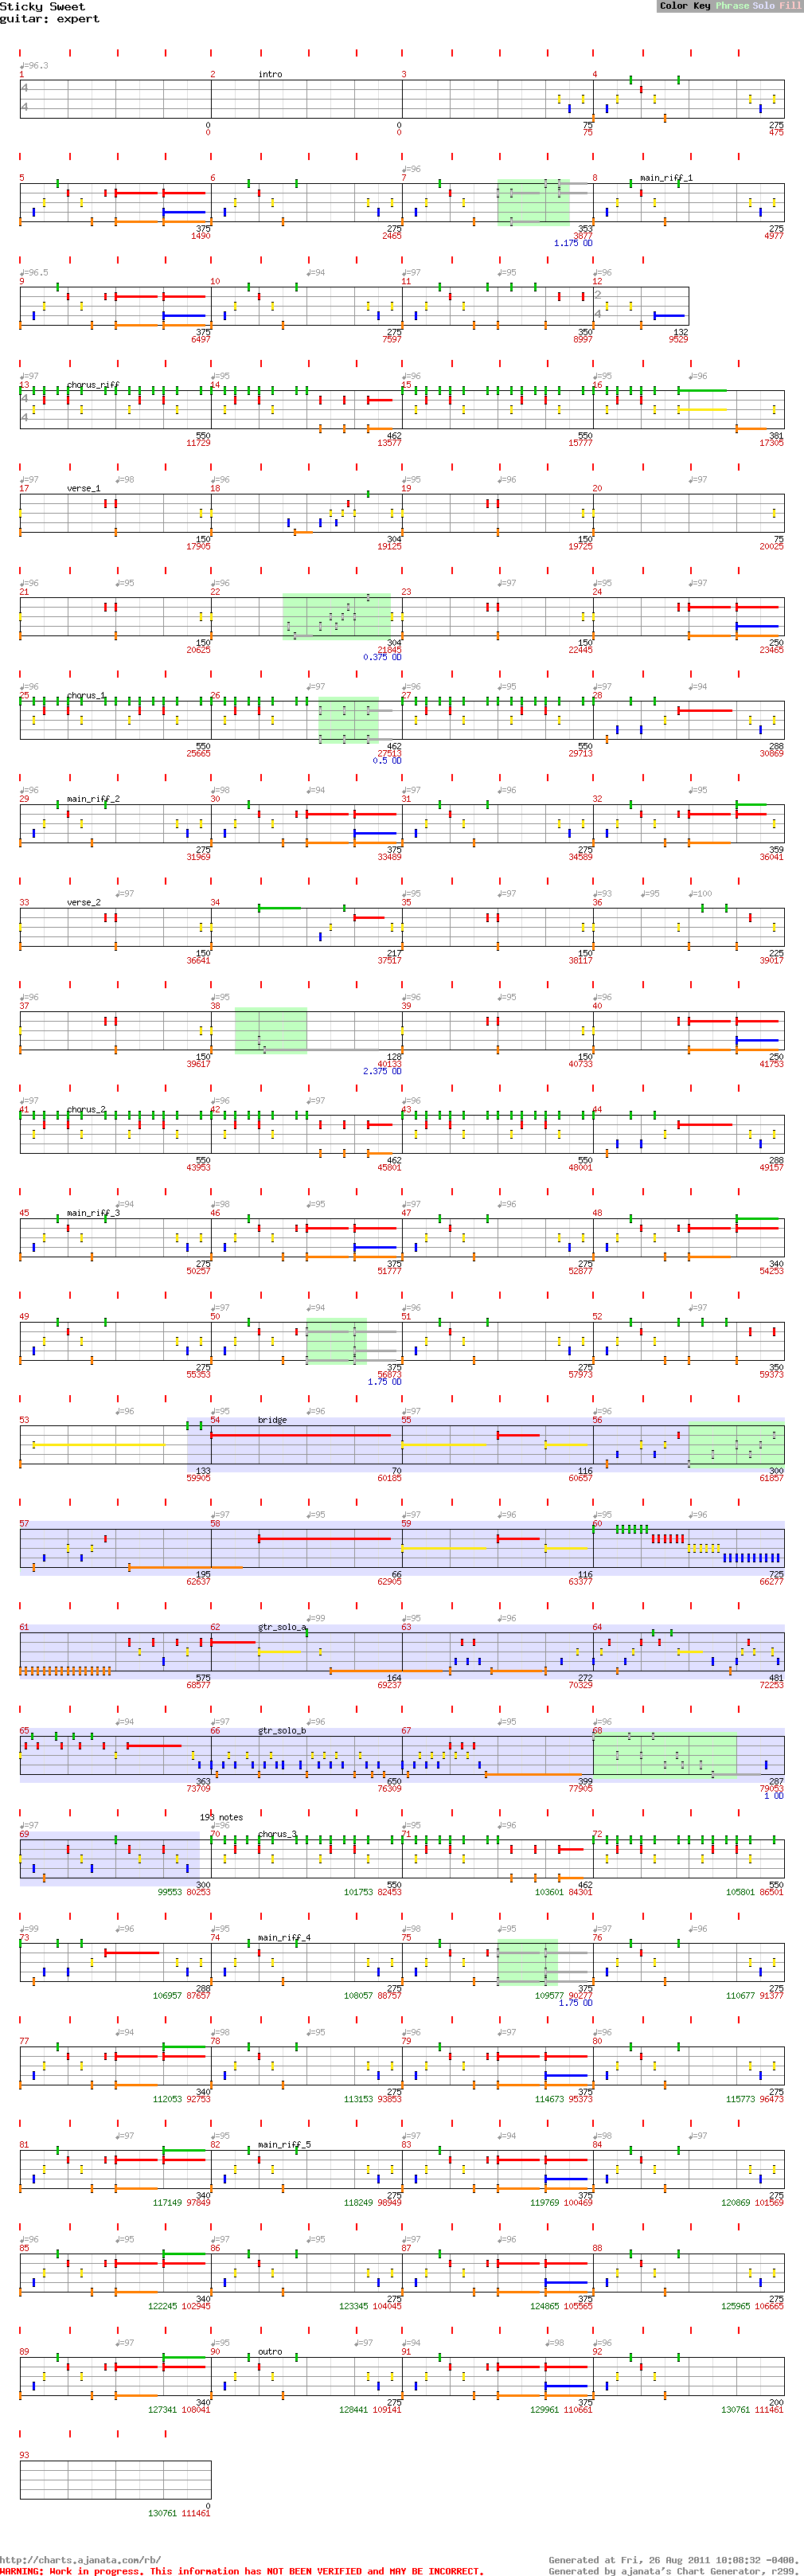 Sticky Sweet
Color Key Phrase Solo Fill
guitar: expert
♩=96.3
1 2 intro 3 4
4
4
0 0 75 275
0 0 75 475
♩=96
5 6 7 8 main_riff_1
375 275 353 275
1490 2465 3877 4977
1.175 OD
♩=96.5 ♩=94 ♩=97 ♩=95 ♩=96
9 10 11 12
2
4
375 275 350 132
6497 7597 8997 9529
♩=97 ♩=95 ♩=97 ♩=95 ♩=96
13 chorus_riff 14 15 16
4
4
550 462 550 381
11729 13577 15777 17305
♩=97 ♩=98 ♩=96 ♩=97
17 verse_1 18 19 20
150 304 150 75
17905 19125 19725 20025
♩=96 ♩=95 ♩=96 ♩=97 ♩=95 ♩=97
21 22 23 24
150 304 150 250
20625 21845 22445 23465
0.375 OD
♩=96 ♩=97 ♩=96 ♩=95 ♩=97 ♩=94
25 chorus_1 26 27 28
550 462 550 288
25665 27513 29713 30869
0.5 OD
♩=96 ♩=98 ♩=95 ♩=97 ♩=96 ♩=95
29 main_riff_2 30 31 32
275 375 275 359
31969 33489 34589 36041
♩=97 ♩=95 ♩=97 ♩=93 ♩=95 ♩=100
33 verse_2 34 35 36
150 217 150 225
36641 37517 38117 39017
♩=96 ♩=95 ♩=96 ♩=95 ♩=96
37 38 39 40
150 128 150 250
39617 40133 40733 41753
2.375 OD
♩=97 ♩=96 ♩=97 ♩=95 ♩=96
41 chorus_2 42 43 44
550 462 550 288
43953 45801 48001 49157
♩=94 ♩=98 ♩=95 ♩=97 ♩=96
45 main_riff_3 46 47 48
275 375 275 340
50257 51777 52877 54253
♩=97 ♩=94 ♩=96 ♩=97
49 50 51 52
275 375 275 350
55353 56873 57973 59373
1.75 OD
♩=96 ♩=95 ♩=96 ♩=97 ♩=96
53 54 bridge 55 56
133 70 116 300
59905 60185 60657 61857
♩=97 ♩=95 ♩=97 ♩=96 ♩=95 ♩=96
57 58 59 60
195 66 116 725
62637 62905 63377 66277
♩=99 ♩=95 ♩=96
61 62 gtr_solo_a 63 64
575 164 272 481
68577 69237 70329 72253
♩=97 ♩=96 ♩=95 ♩=96
65 66 gtr_solo_b 67 68
363 650 399 287
73709 76309 77905 79053
1 OD
193 notes
♩=97 ♩=96 ♩=95 ♩=96
69 70 chorus_3 71 72
300 550 462 550
99553 80253 101753 82453 103601 84301 105801 86501
♩=99 ♩=96 ♩=95 ♩=98 ♩=95 ♩=97 ♩=96
73 74 main_riff_4 75 76
288 275 375 275
106957 87657 108057 88757 109577 90277 110677 91377
1.75 OD
♩=94 ♩=98 ♩=95 ♩=96 ♩=97 ♩=96
77 78 79 80
340 275 375 275
112053 92753 113153 93853 114673 95373 115773 96473
♩=97 ♩=95 ♩=97 ♩=94 ♩=98 ♩=97
81 82 main_riff_5 83 84
340 275 375 275
117149 97849 118249 98949 119769 100469 120869 101569
♩=96 ♩=95 ♩=97 ♩=95 ♩=97 ♩=96
85 86 87 88
340 275 375 275
122245 102945 123345 104045 124865 105565 125965 106665
♩=97 ♩=95 ♩=97 ♩=94 ♩=98 ♩=96
89 90 outro 91 92
340 275 375 200
127341 108041 128441 109141 129961 110661 130761 111461
93
0
130761 111461
http://charts.ajanata.com/rb/
Generated at Fri, 26 Aug 2011 10:08:32 -0400.
WARNING: Work in progress. This information has NOT BEEN VERIFIED and MAY BE INCORRECT.
Generated by ajanata's Chart Generator, r299.